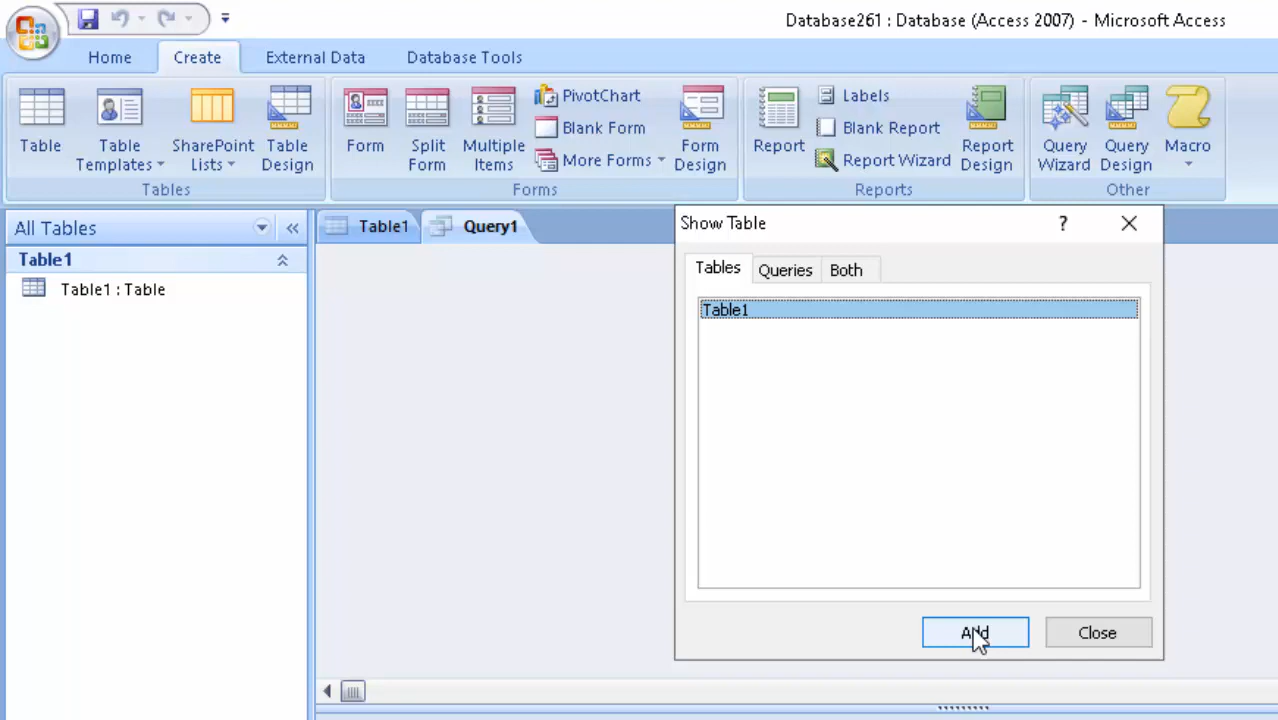 Database261 : Database (Access 2007) - Microsoft Access
Home
Create
External Data
Database Tools
Table
Table
Templates
SharePoint
Lists
Table
Design
Tables
Form
Split
Form
Multiple
Items
PivotChart
Blank Form
More Forms
Form
Design
Forms
Report
Labels
Blank Report
Report Wizard
Report
Design
Reports
Query
Wizard
Query
Design
Macro
Other
All Tables
Table1
Table1 : Table
Table1
Query1
Show Table
?
Tables
Queries
Both
Table1
Add
Close